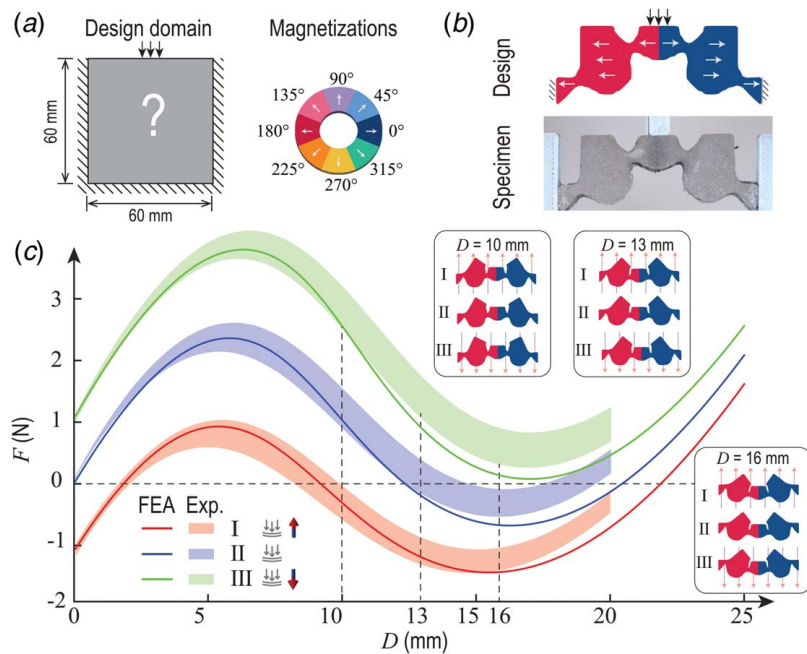 (a)
Design domain
Magnetizations
60 mm
?
60 mm
90°
135°
45°
180°
0°
225°
315°
270°
(b)
Design
Specimen
(c)
F (N)
3
2
1
0
-1
-2
0
5
10
13
15
16
20
25
D (mm)
FEA
Exp.
I
II
III
D = 10 mm
I
II
III
D = 13 mm
I
II
III
D = 16 mm
I
II
III